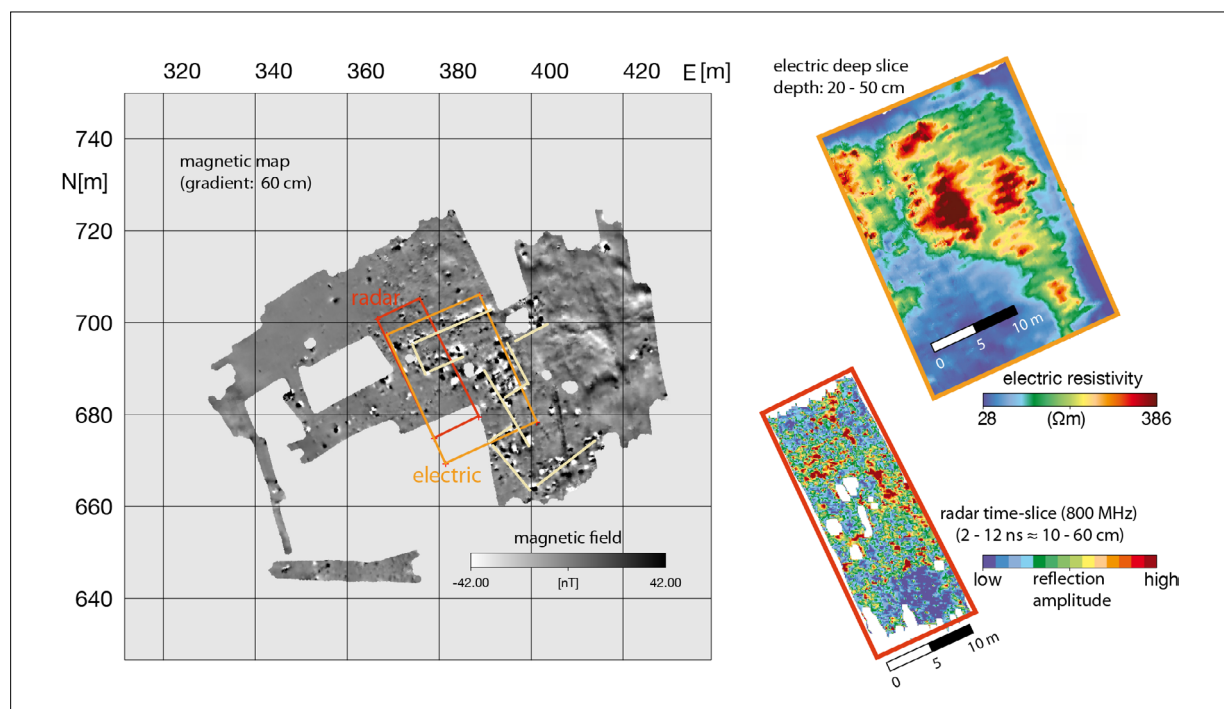 320 340 360 380 400 420 E [m]
740
N[m]
720
700
680
660
640
magnetic map
(gradient: 60 cm)
radar
electric
magnetic field
-42.00 [nT] 42.00
electric deep slice
depth: 20 - 50 cm
0 5 10 m
electric resistivity
28 (Ωm) 386
radar time-slice (800 MHz)
(2 - 12 ns ≈ 10 - 60 cm)
low reflection high
amplitude
0 5 10 m